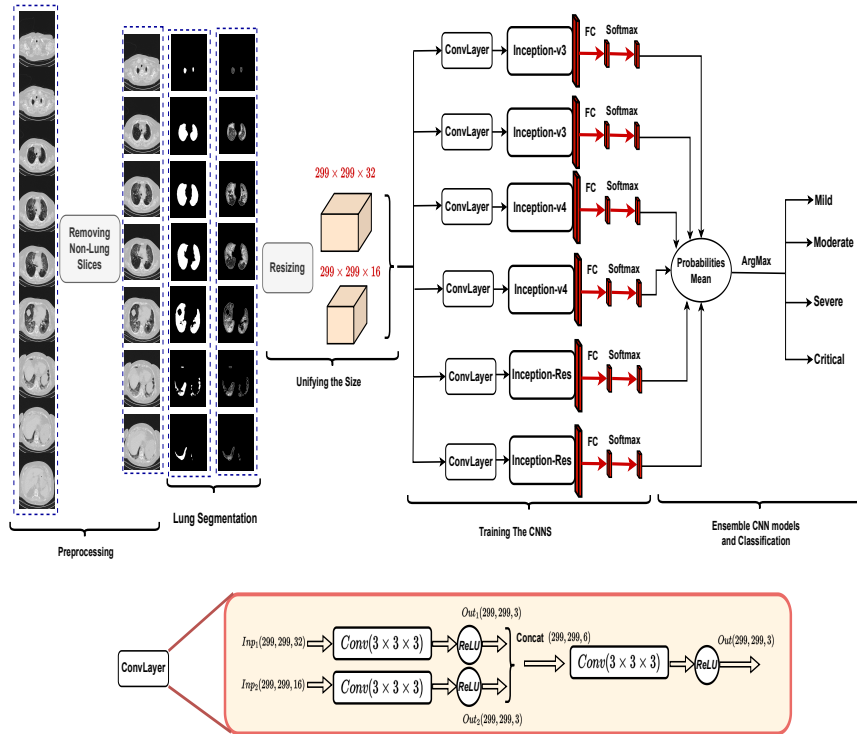 Removing
Non-Lung
Slices
Preprocessing
Lung Segmentation
Resizing
299 × 299 × 32
299 × 299 × 16
Unifying the Size
ConvLayer
Inception-v3
FC
Softmax
ConvLayer
Inception-v3
FC
Softmax
ConvLayer
Inception-v4
FC
Softmax
ConvLayer
Inception-v4
FC
Softmax
ConvLayer
Inception-Res
FC
Softmax
ConvLayer
Inception-Res
FC
Softmax
Training The CNNS
Probabilities
Mean
ArgMax
Mild
Moderate
Severe
Critical
Ensemble CNN models
and Classification
ConvLayer
Inp₁(299,299,32)
Conv(3 × 3 × 3)
ReLU
Out₁(299,299,3)
Inp₂(299,299,16)
Conv(3 × 3 × 3)
ReLU
Out₂(299,299,3)
Concat (299,299,6)
Conv(3 × 3 × 3)
ReLU
Out(299,299,3)